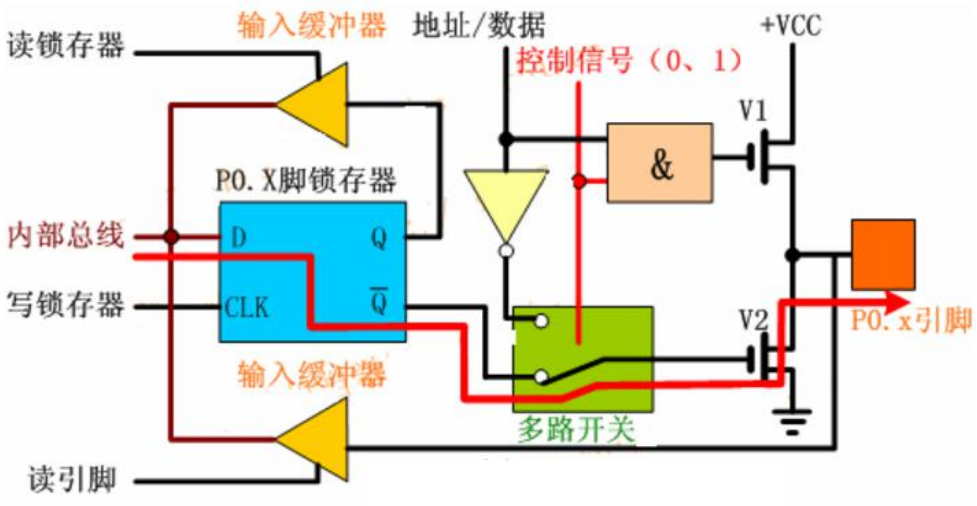 输入缓冲器
地址/数据
+VCC
读锁存器
控制信号（0、1）
V1
&
P0.X脚锁存器
内部总线
D
Q
写锁存器
CLK
Q̅
V2
P0.x引脚
输入缓冲器
多路开关
读引脚